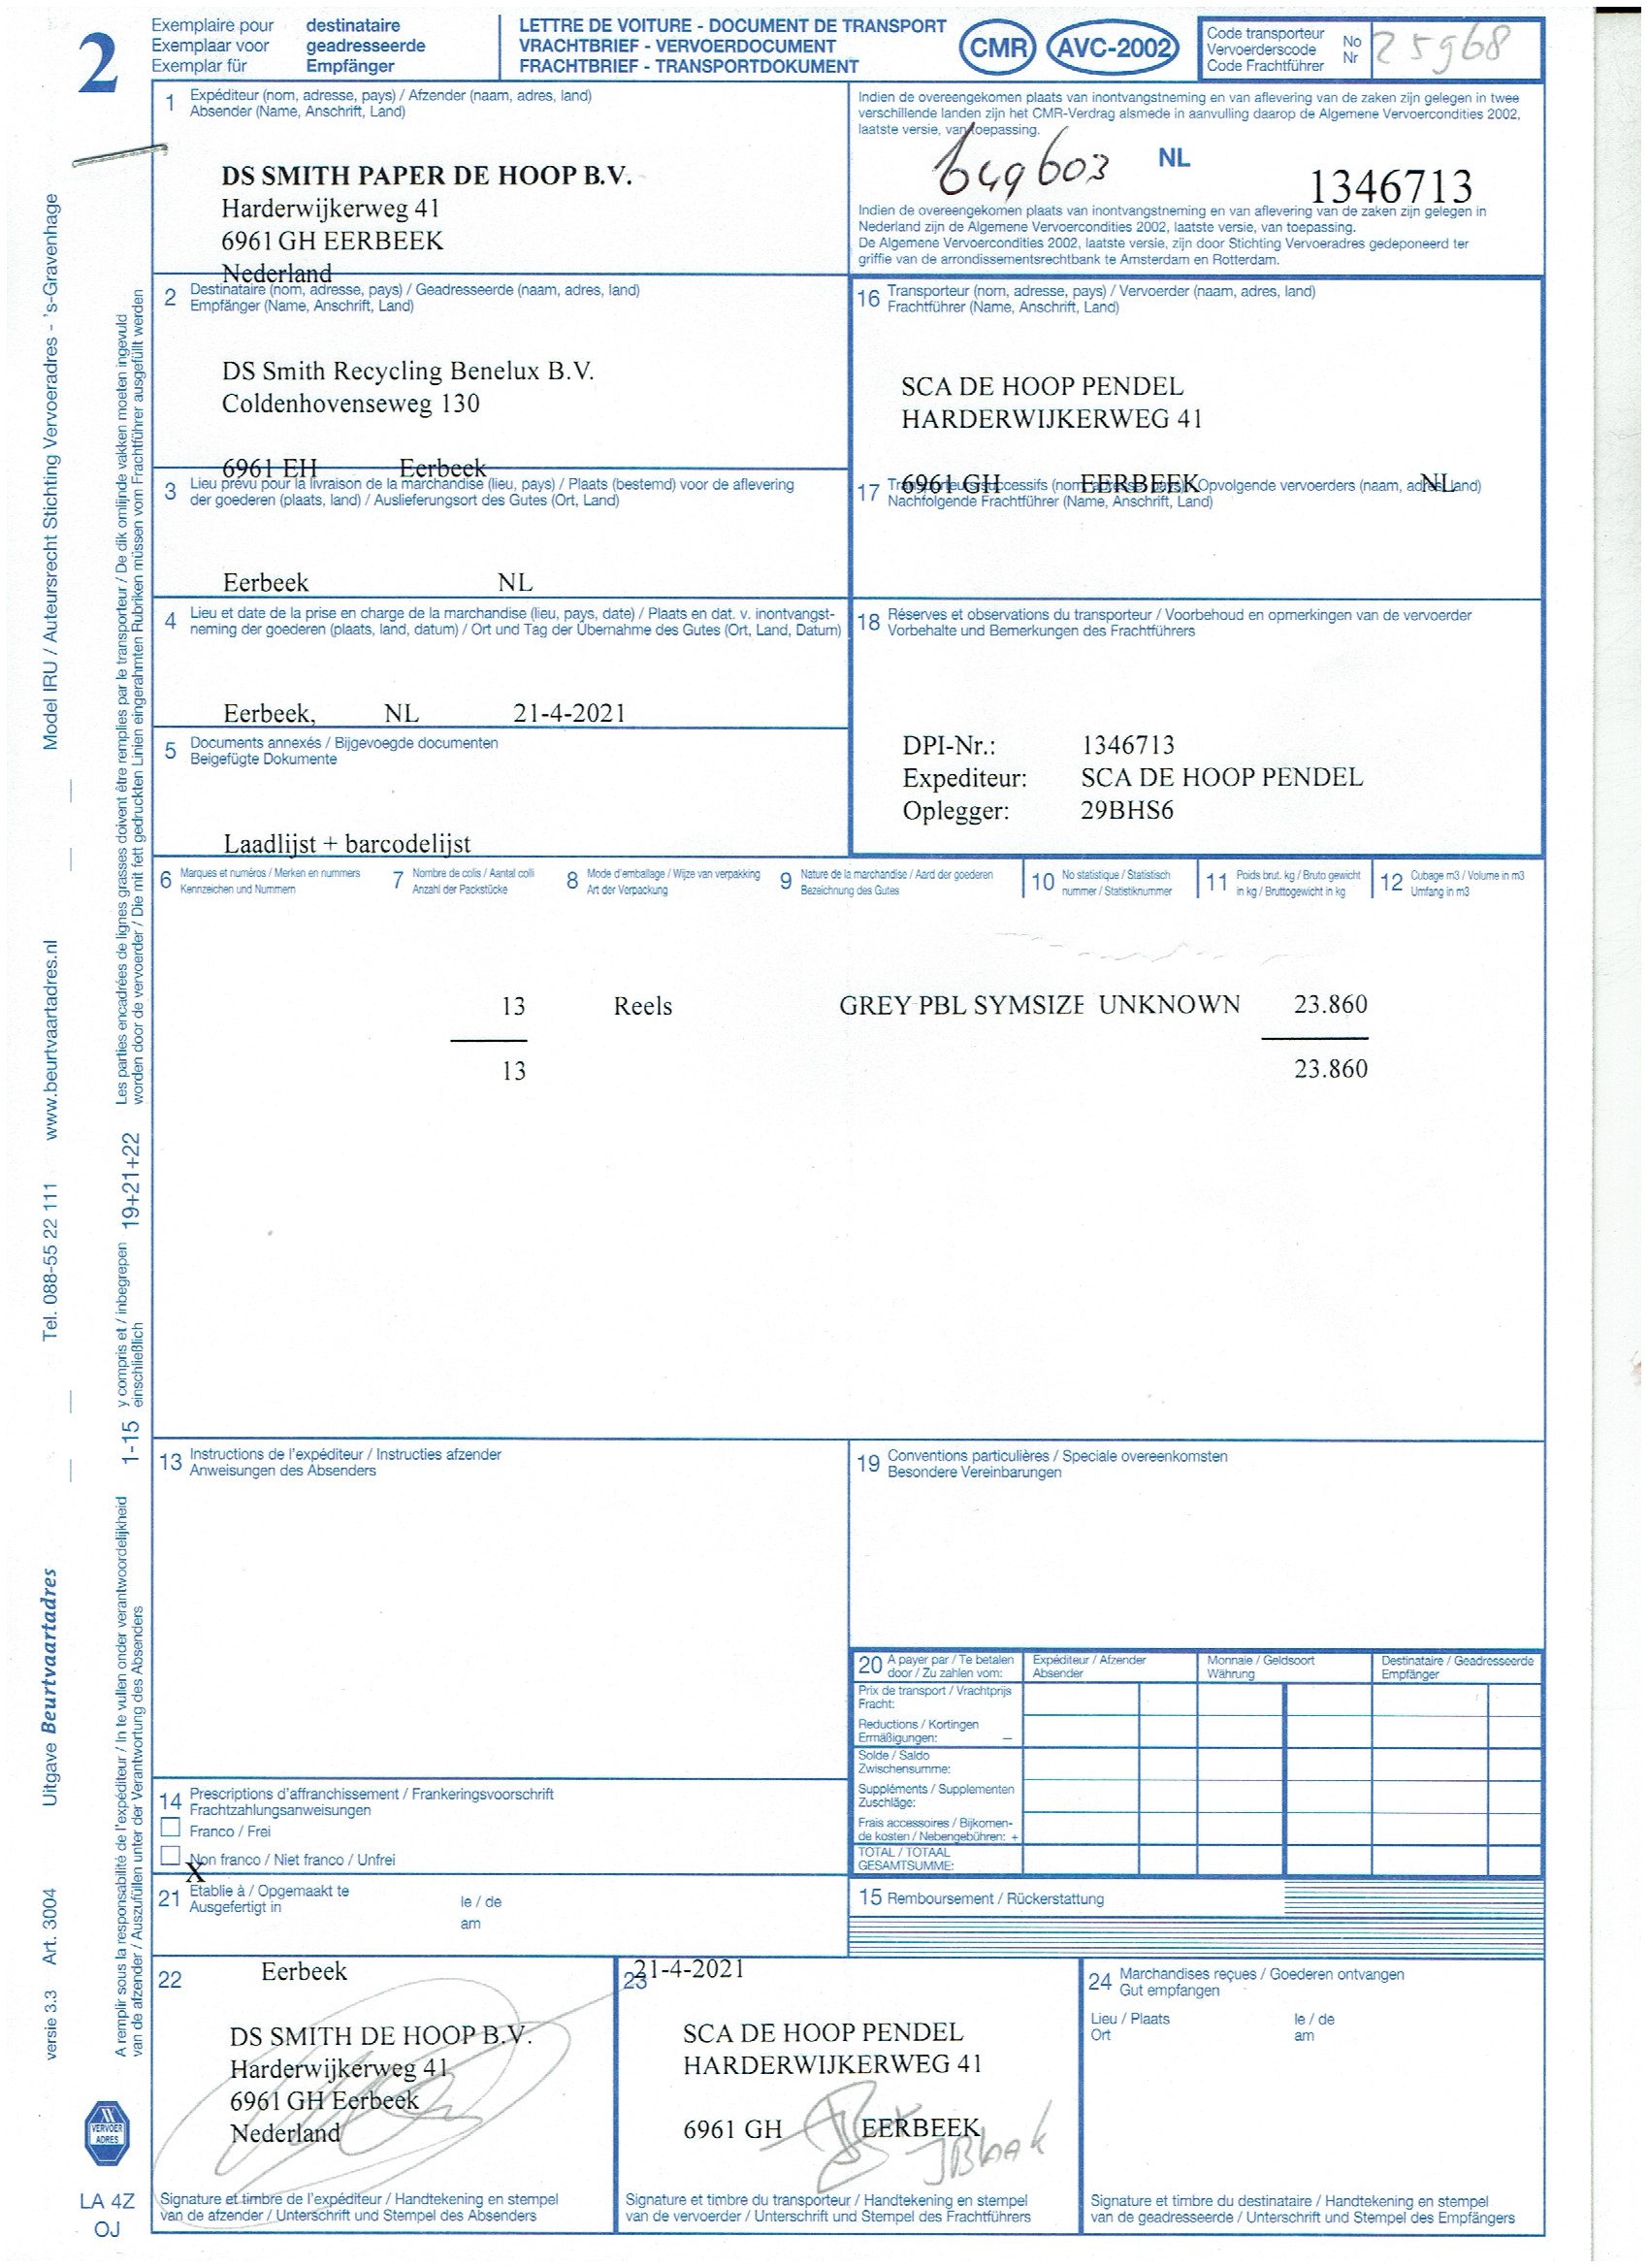 2
Exemplaire pour destinataire
Exemplaar voor geadresseerde
Exemplar für Empfänger
LETTRE DE VOITURE - DOCUMENT DE TRANSPORT
VRACHTBRIEF - VERVOERDOCUMENT
FRACHTBRIEF - TRANSPORTDOKUMENT
CMR AVC-2002
Code transporteur
Vervoerderscode
Code Frachtführer
No
Nr
25968
1 Expéditeur (nom, adresse, pays) / Afzender (naam, adres, land)
Absender (Name, Anschrift, Land)
DS SMITH PAPER DE HOOP B.V.
Harderwijkerweg 41
6961 GH EERBEEK
Nederland
Indien de overeengekomen plaats van inontvangstneming en van aflevering van de zaken zijn gelegen in twee
verschillende landen zijn het CMR-Verdrag alsmede in aanvulling daarop de Algemene Vervoercondities 2002,
laatste versie, van toepassing.
649603 NL 1346713
Indien de overeengekomen plaats van inontvangstneming en van aflevering van de zaken zijn gelegen in
Nederland zijn de Algemene Vervoercondities 2002, laatste versie, van toepassing.
De Algemene Vervoercondities 2002, laatste versie, zijn door Stichting Vervoeradres gedeponeerd ter
griffie van de arrondissementsrechtbank te Amsterdam en Rotterdam.
2 Destinataire (nom, adresse, pays) / Geadresseerde (naam, adres, land)
Empfänger (Name, Anschrift, Land)
DS Smith Recycling Benelux B.V.
Coldenhovenseweg 130
6961 EH Eerbeek
16 Transporteur (nom, adresse, pays) / Vervoerder (naam, adres, land)
Frachtführer (Name, Anschrift, Land)
SCA DE HOOP PENDEL
HARDERWIJKERWEG 41
6961 GH EERBEEK NL
3 Lieu prévu pour la livraison de la marchandise (lieu, pays) / Plaats (bestemd) voor de aflevering
der goederen (plaats, land) / Auslieferungsort des Gutes (Ort, Land)
Eerbeek NL
17 Transporteurs successifs (nom, adresse, pays) / Opvolgende vervoerders (naam, adres, land)
Nachfolgende Frachtführer (Name, Anschrift, Land)
4 Lieu et date de la prise en charge de la marchandise (lieu, pays, date) / Plaats en dat. v. inontvangst-
neming der goederen (plaats, land, datum) / Ort und Tag der Übernahme des Gutes (Ort, Land, Datum)
Eerbeek, NL 21-4-2021
18 Réserves et observations du transporteur / Voorbehoud en opmerkingen van de vervoerder
Vorbehalte und Bemerkungen des Frachtführers
DPI-Nr.: 1346713
Expediteur: SCA DE HOOP PENDEL
Oplegger: 29BHS6
5 Documents annexés / Bijgevoegde documenten
Beigefügte Dokumente
Laadlijst + barcodelijst
6 Marques et numéros / Merken en nummers
Kennzeichen und Nummern
7 Nombre de colis / Aantal colli
Anzahl der Packstücke
8 Mode d'emballage / Wijze van verpakking
Art der Verpackung
9 Nature de la marchandise / Aard der goederen
Bezeichnung des Gutes
10 No statistique / Statistisch
nummer / Statistiknummer
11 Poids brut. kg / Bruto gewicht
in kg / Bruttogewicht in kg
12 Cubage m3 / Volume in m3
Umfang in m3
13 Reels GREY PBL SYMSIZE UNKNOWN 23.860
13 23.860
13 Instructions de l'expéditeur / Instructies afzender
Anweisungen des Absenders
19 Conventions particulières / Speciale overeenkomsten
Besondere Vereinbarungen
20 A payer par / Te betalen
door / Zu zahlen vom:
Expéditeur / Afzender
Absender
Monnaie / Geldsoort
Währung
Destinataire / Geadresseerde
Empfänger
Prix de transport / Vrachtprijs
Fracht:
Reductions / Kortingen
Ermäßigungen: –
Solde / Saldo
Zwischensumme:
Suppléments / Supplementen
Zuschläge:
Frais accessoires / Bijkomen-
de kosten / Nebengebühren: +
TOTAL / TOTAAL
GESAMTSUMME:
14 Prescriptions d'affranchissement / Frankeringsvoorschrift
Frachtzahlungsanweisungen
Franco / Frei
Non franco / Niet franco / Unfrei
X
21 Etablie à / Opgemaakt te
Ausgefertigt in
le / de
am
15 Remboursement / Rückerstattung
22 Eerbeek
DS SMITH DE HOOP B.V.
Harderwijkerweg 41
6961 GH Eerbeek
Nederland
Signature et timbre de l'expéditeur / Handtekening en stempel
van de afzender / Unterschrift und Stempel des Absenders
23 21-4-2021
SCA DE HOOP PENDEL
HARDERWIJKERWEG 41
6961 GH EERBEEK
JBlaak
Signature et timbre du transporteur / Handtekening en stempel
van de vervoerder / Unterschrift und Stempel des Frachtführers
24 Marchandises reçues / Goederen ontvangen
Gut empfangen
Lieu / Plaats
Ort
le / de
am
Signature et timbre du destinataire / Handtekening en stempel
van de geadresseerde / Unterschrift und Stempel des Empfängers
Model IRU / Auteursrecht Stichting Vervoeradres - 's-Gravenhage
www.beurtvaartadres.nl
Tel. 088-55 22 111
Uitgave Beurtvaartadres
Art. 3004
versie 3.3
Les parties encadrées de lignes grasses doivent être remplies par le transporteur / De dik omlijnde vakken moeten ingevuld
worden door de vervoerder / Die mit fett gedruckten Linien eingerahmten Rubriken müssen vom Frachtführer ausgefüllt werden
19+21+22
y compris et / inbegrepen
einschließlich
1-15
A remplir sous la responsabilité de l'expéditeur / In te vullen onder verantwoordelijkheid
van de afzender / Auszufüllen unter der Verantwortung des Absenders
VERVOER
ADRES
LA 4Z
OJ